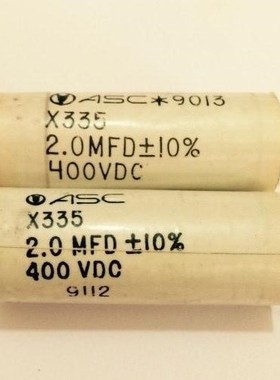 ASC*9013
X335
2.0MFD±10%
400VDC
ASC
X335
2.0 MFD ±10%
400 VDC
9112